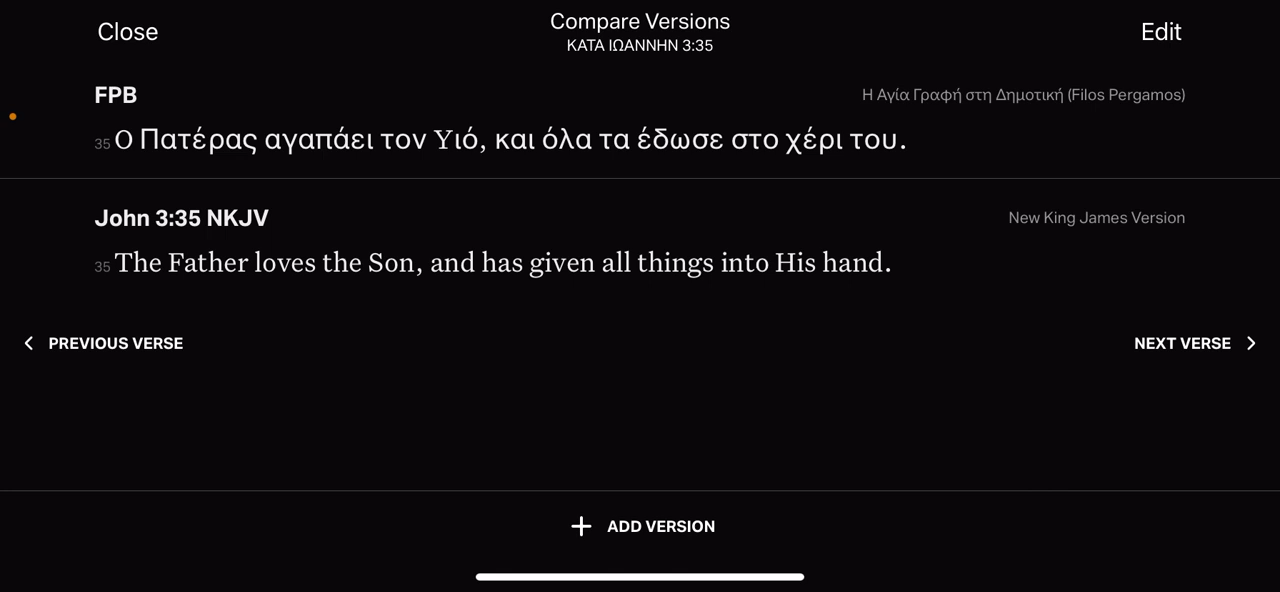 Close
Compare Versions
Edit
ΚΑΤΑ ΙΩΑΝΝΗΝ 3:35
FPB
Η Αγία Γραφή στη Δημοτική (Filos Pergamos)
35 Ο Πατέρας αγαπάει τον Υιό, και όλα τα έδωσε στο χέρι του.
John 3:35 NKJV
New King James Version
35 The Father loves the Son, and has given all things into His hand.
PREVIOUS VERSE
NEXT VERSE
ADD VERSION